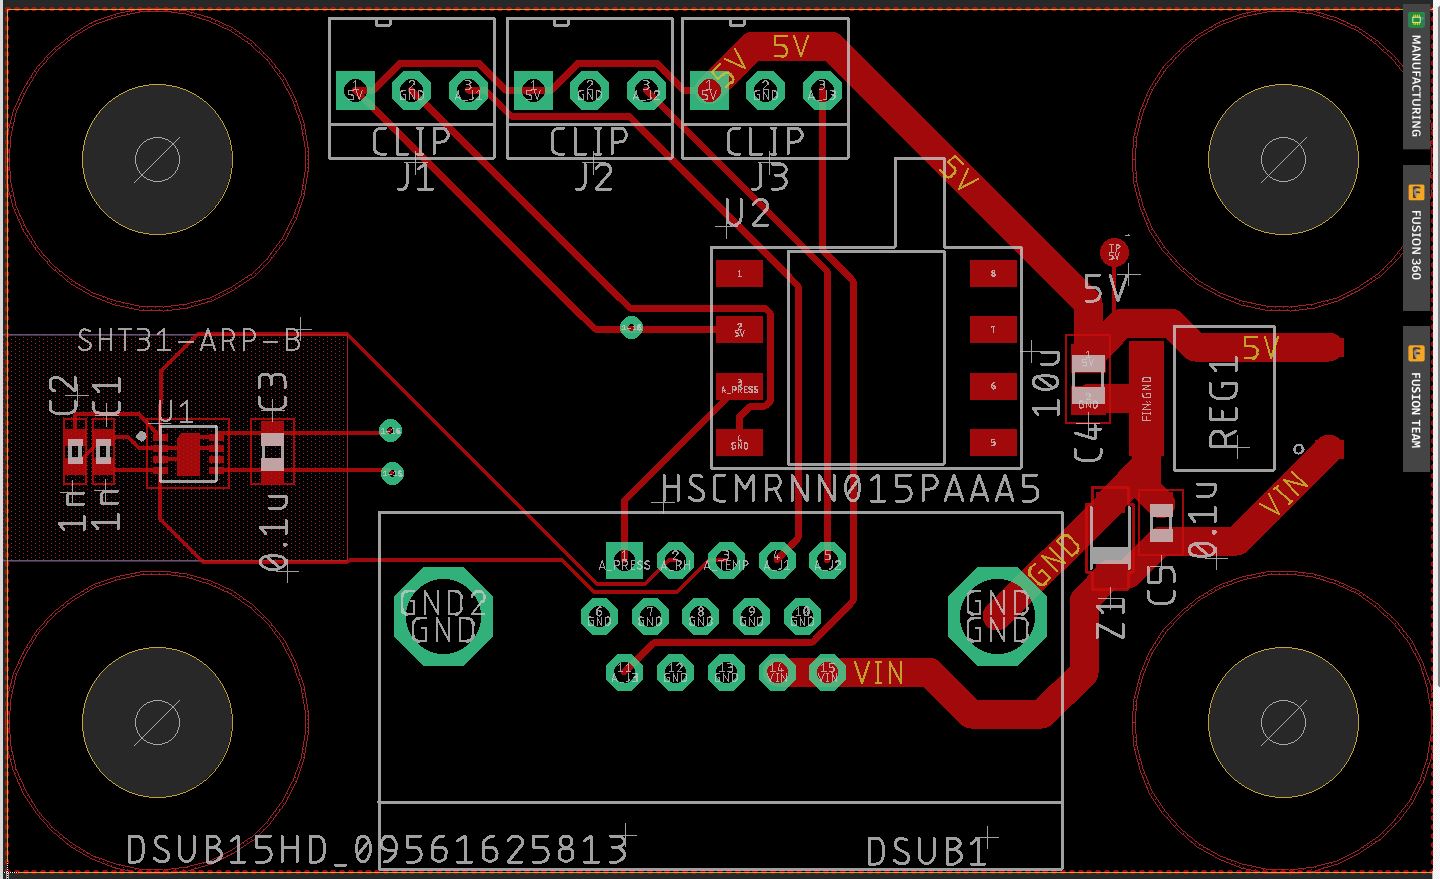 5V
5V
1
5V
2
GND
3
A_J1
1
5V
2
GND
3
A_J2
1
5V
2
GND
3
A_J3
CLIP
CLIP
CLIP
J1
J2
J3
5V
U2
TP
5V
5V
1
8
2
5V
7
3
A_PRESS
6
4
GND
5
HSCMRNN015PAAA5
SHT31-ARP-B
C2
C1
U1
C3
1n
1n
0.1u
10u
1
5V
2
GND
C4
FIN:GND
REG1
5V
VIN
GND
Z1
C5
0.1u
1
A_PRESS
2
A_RH
3
A_TEMP
4
A_J1
5
A_J2
GND2
GND
6
GND
7
GND
8
GND
9
GND
10
GND
GND
GND
11
A_J3
12
GND
13
GND
14
VIN
15
VIN
VIN
DSUB15HD_09561625813
DSUB1
MANUFACTURING
FUSION 360
FUSION TEAM